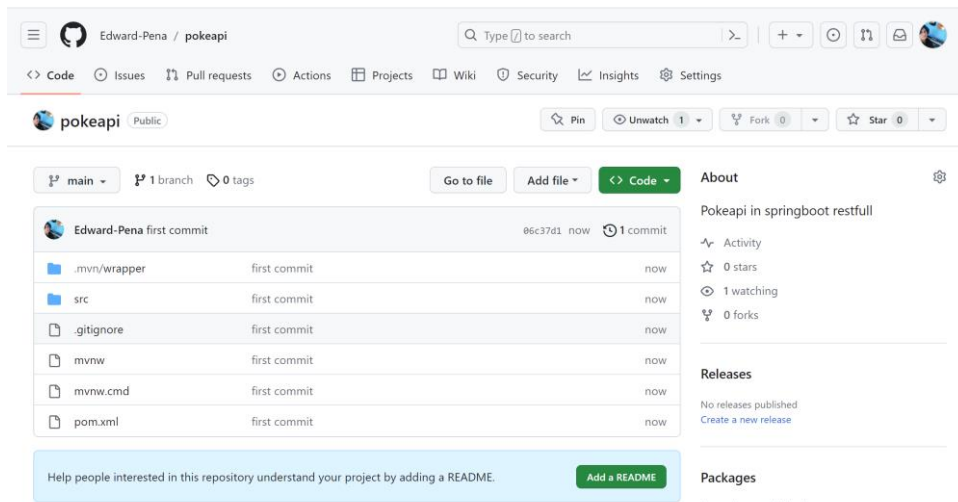 Edward-Pena / pokeapi
Type / to search
Code Issues Pull requests Actions Projects Wiki Security Insights Settings
pokeapi Public
Pin Unwatch 1 Fork 0 Star 0
main 1 branch 0 tags Go to file Add file Code
Edward-Pena first commit 06c37d1 now 1 commit
.mvn/wrapper first commit now
src first commit now
.gitignore first commit now
mvnw first commit now
mvnw.cmd first commit now
pom.xml first commit now
Help people interested in this repository understand your project by adding a README. Add a README
About
Pokeapi in springboot restfull
Activity
0 stars
1 watching
0 forks
Releases
No releases published
Create a new release
Packages